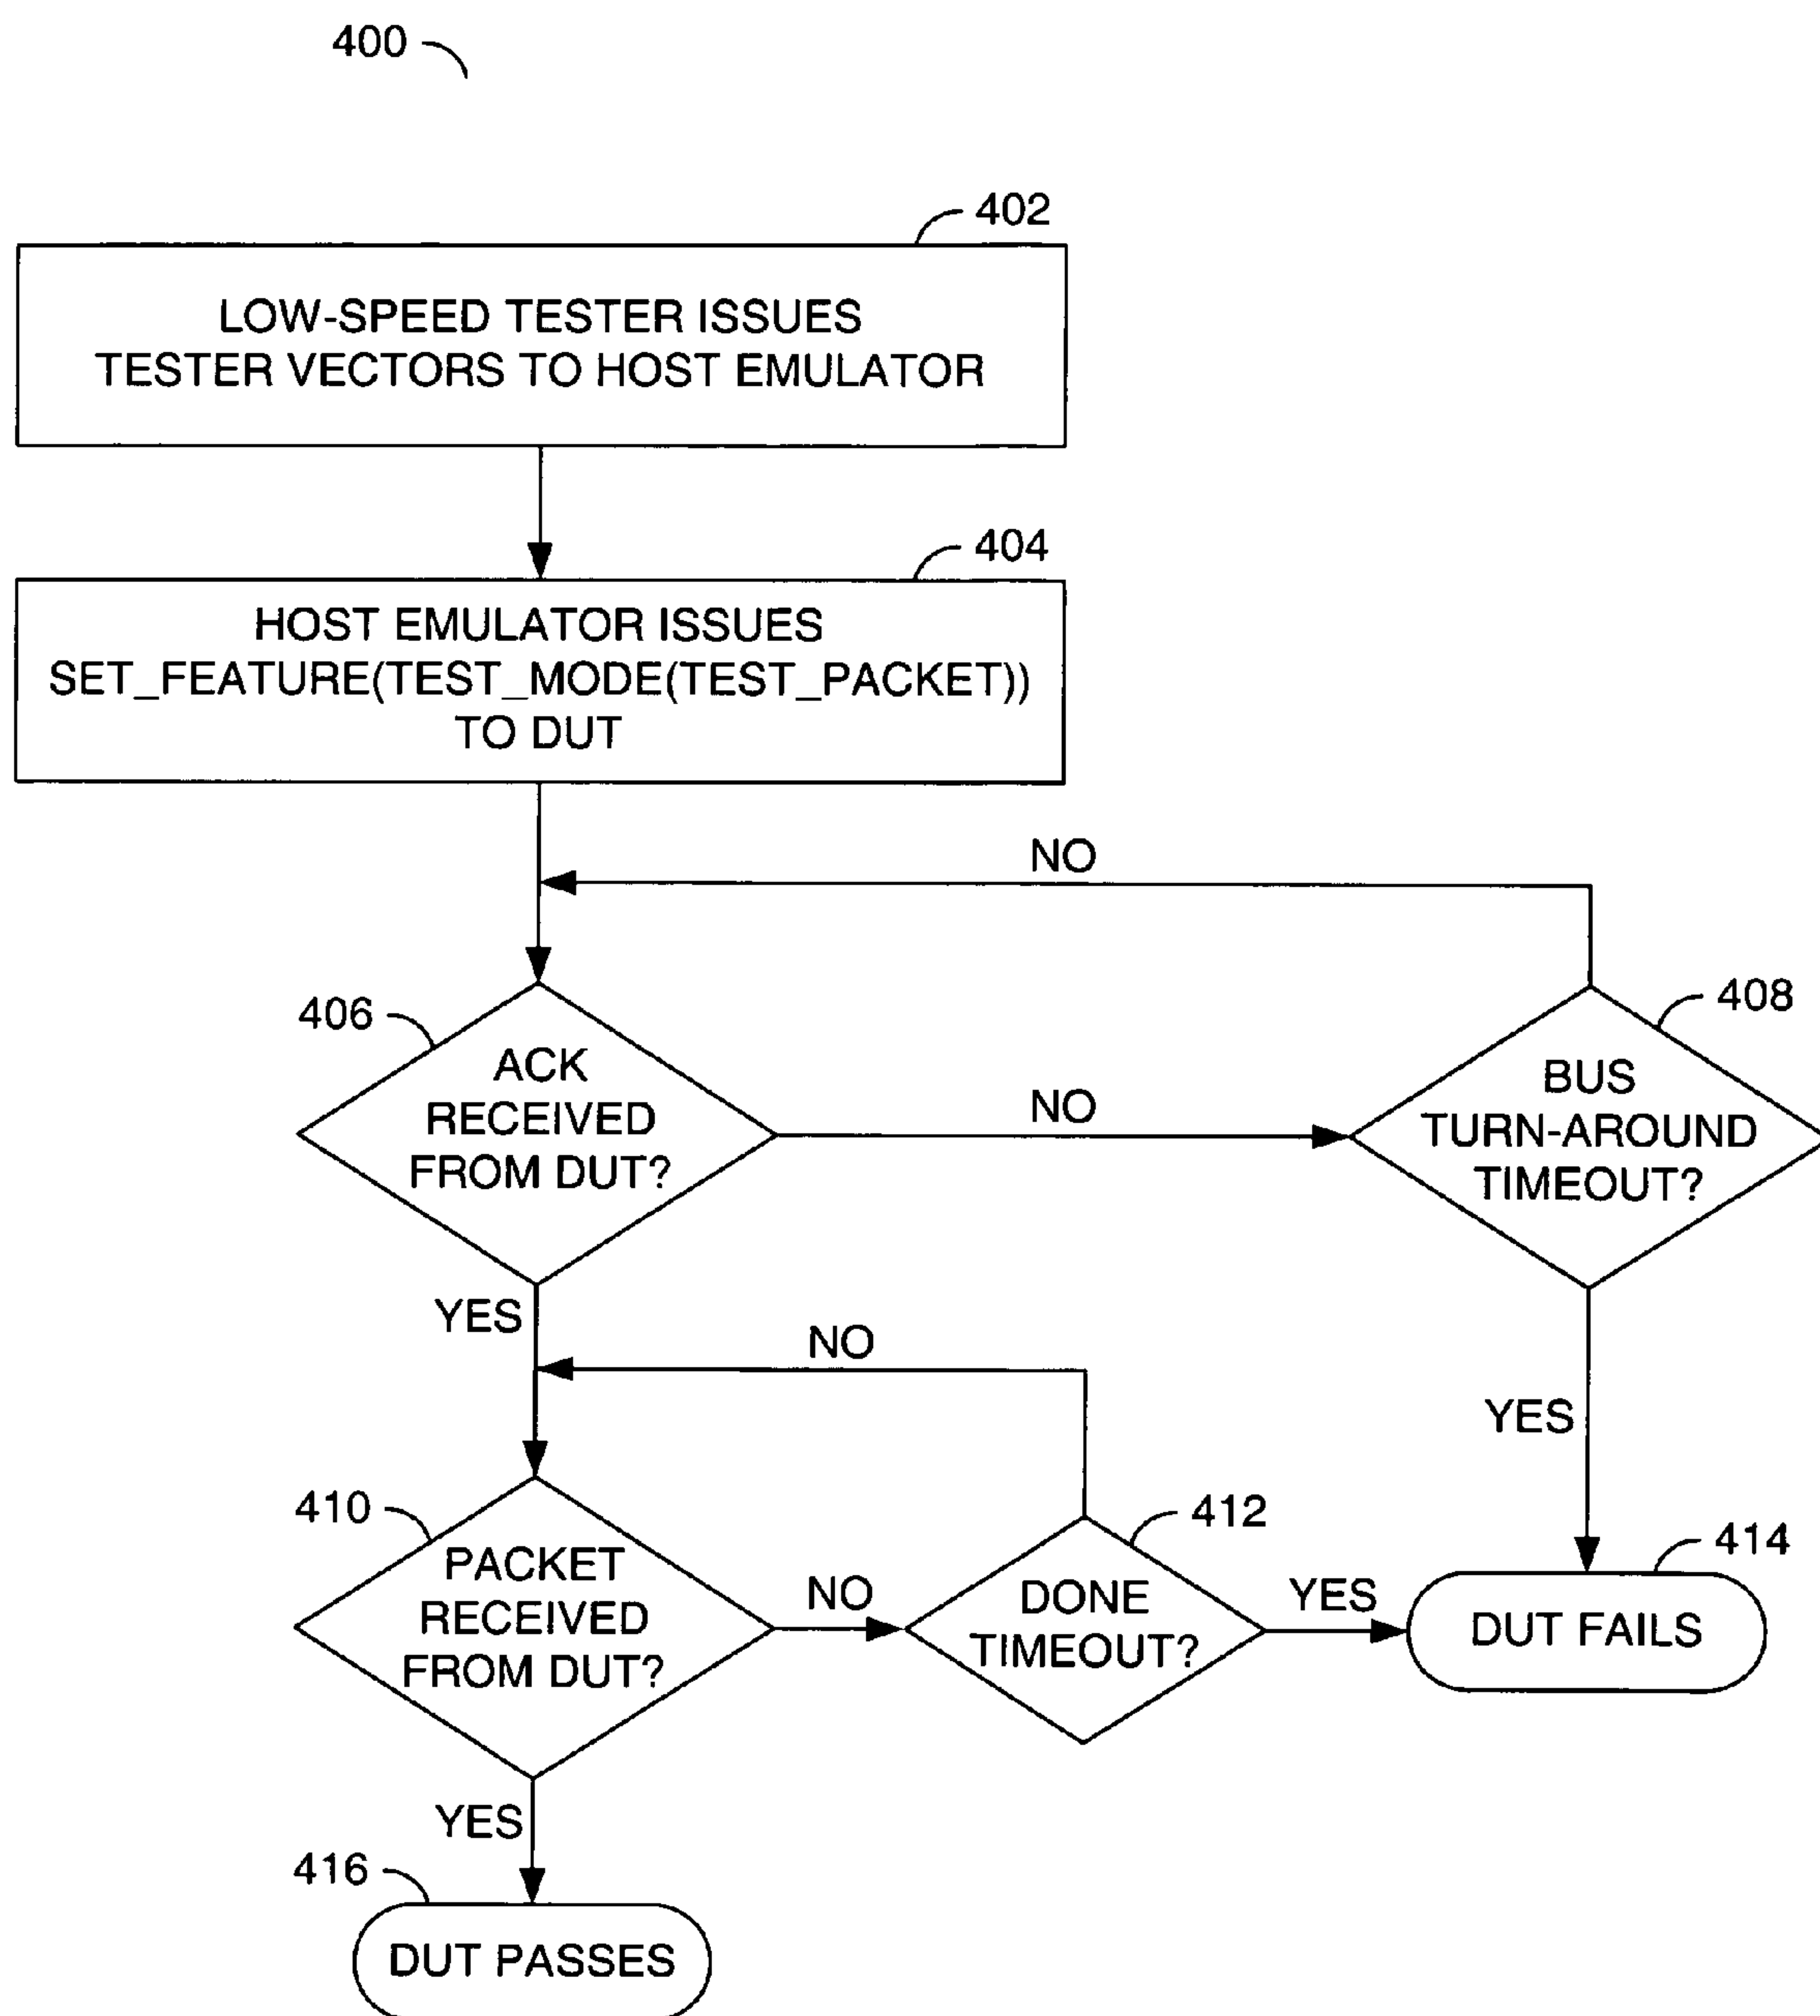 400
402
LOW-SPEED TESTER ISSUES
TESTER VECTORS TO HOST EMULATOR
404
HOST EMULATOR ISSUES
SET_FEATURE(TEST_MODE(TEST_PACKET))
TO DUT
NO
406
ACK
RECEIVED
FROM DUT?
NO
408
BUS
TURN-AROUND
TIMEOUT?
YES
NO
YES
410
PACKET
RECEIVED
FROM DUT?
NO
412
DONE
TIMEOUT?
YES
414
DUT FAILS
YES
416
DUT PASSES